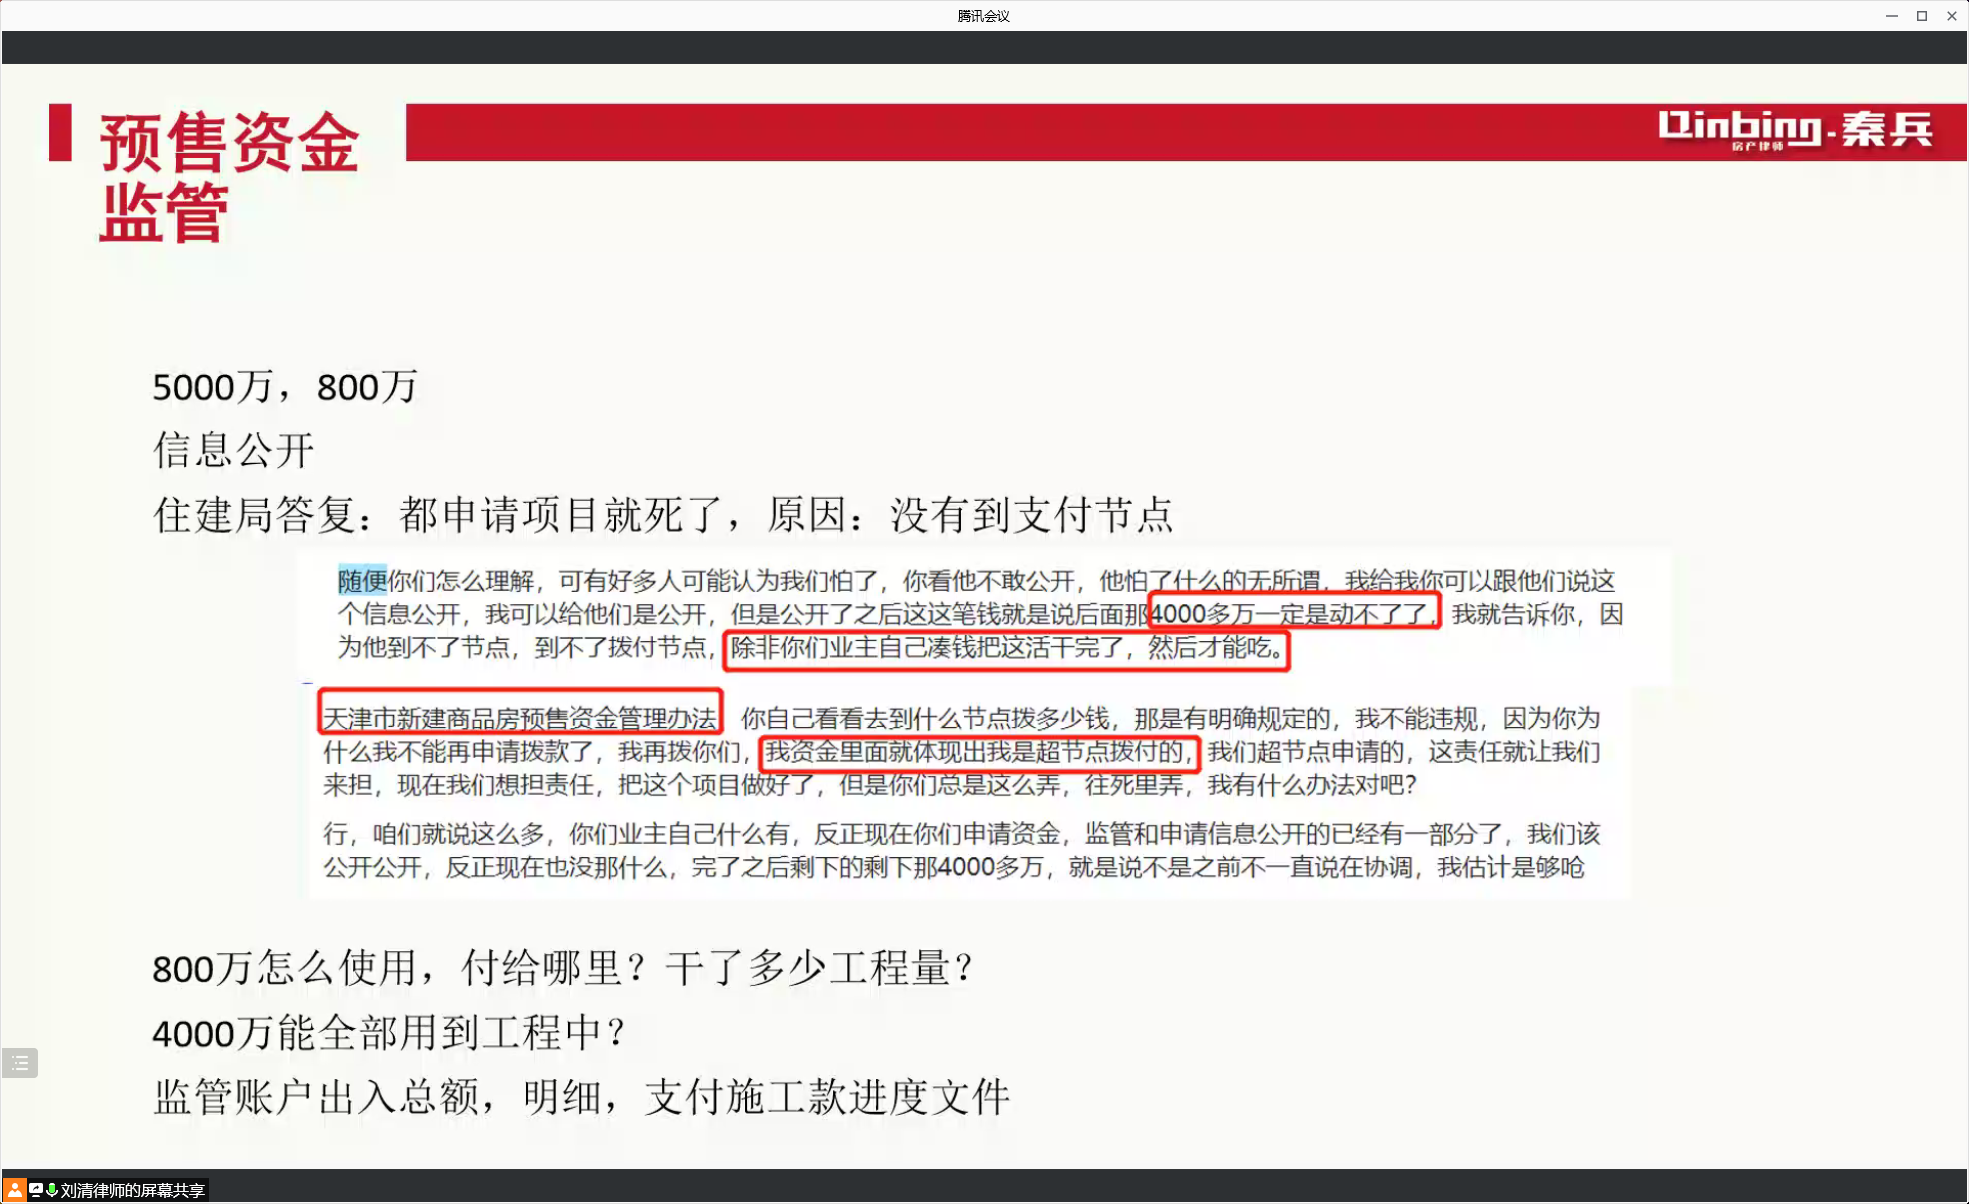 腾讯会议
预售资金
监管
Qinbing-秦兵
房产律师
5000万，800万
信息公开
住建局答复：都申请项目就死了，原因：没有到支付节点
随便你们怎么理解，可有好多人可能认为我们怕了，你看他不敢公开，他怕了什么的无所谓，我给我你可以跟他们说这
个信息公开，我可以给他们是公开，但是公开了之后这这笔钱就是说后面那4000多万一定是动不了了，我就告诉你，因
为他到不了节点，到不了拨付节点，除非你们业主自己凑钱把这活干完了，然后才能吃。
天津市新建商品房预售资金管理办法 你自己看看去到什么节点拨多少钱，那是有明确规定的，我不能违规，因为你为
什么我不能再申请拨款了，我再拨你们，我资金里面就体现出我是超节点拨付的，我们超节点申请的，这责任就让我们
来担，现在我们想担责任，把这个项目做好了，但是你们总是这么弄，往死里弄，我有什么办法对吧？
行，咱们就说这么多，你们业主自己什么有，反正现在你们申请资金，监管和申请信息公开的已经有一部分了，我们该
公开公开，反正现在也没那什么，完了之后剩下的剩下那4000多万，就是说不是之前不一直说在协调，我估计是够呛
800万怎么使用，付给哪里？干了多少工程量？
4000万能全部用到工程中？
监管账户出入总额，明细，支付施工款进度文件
刘清律师的屏幕共享